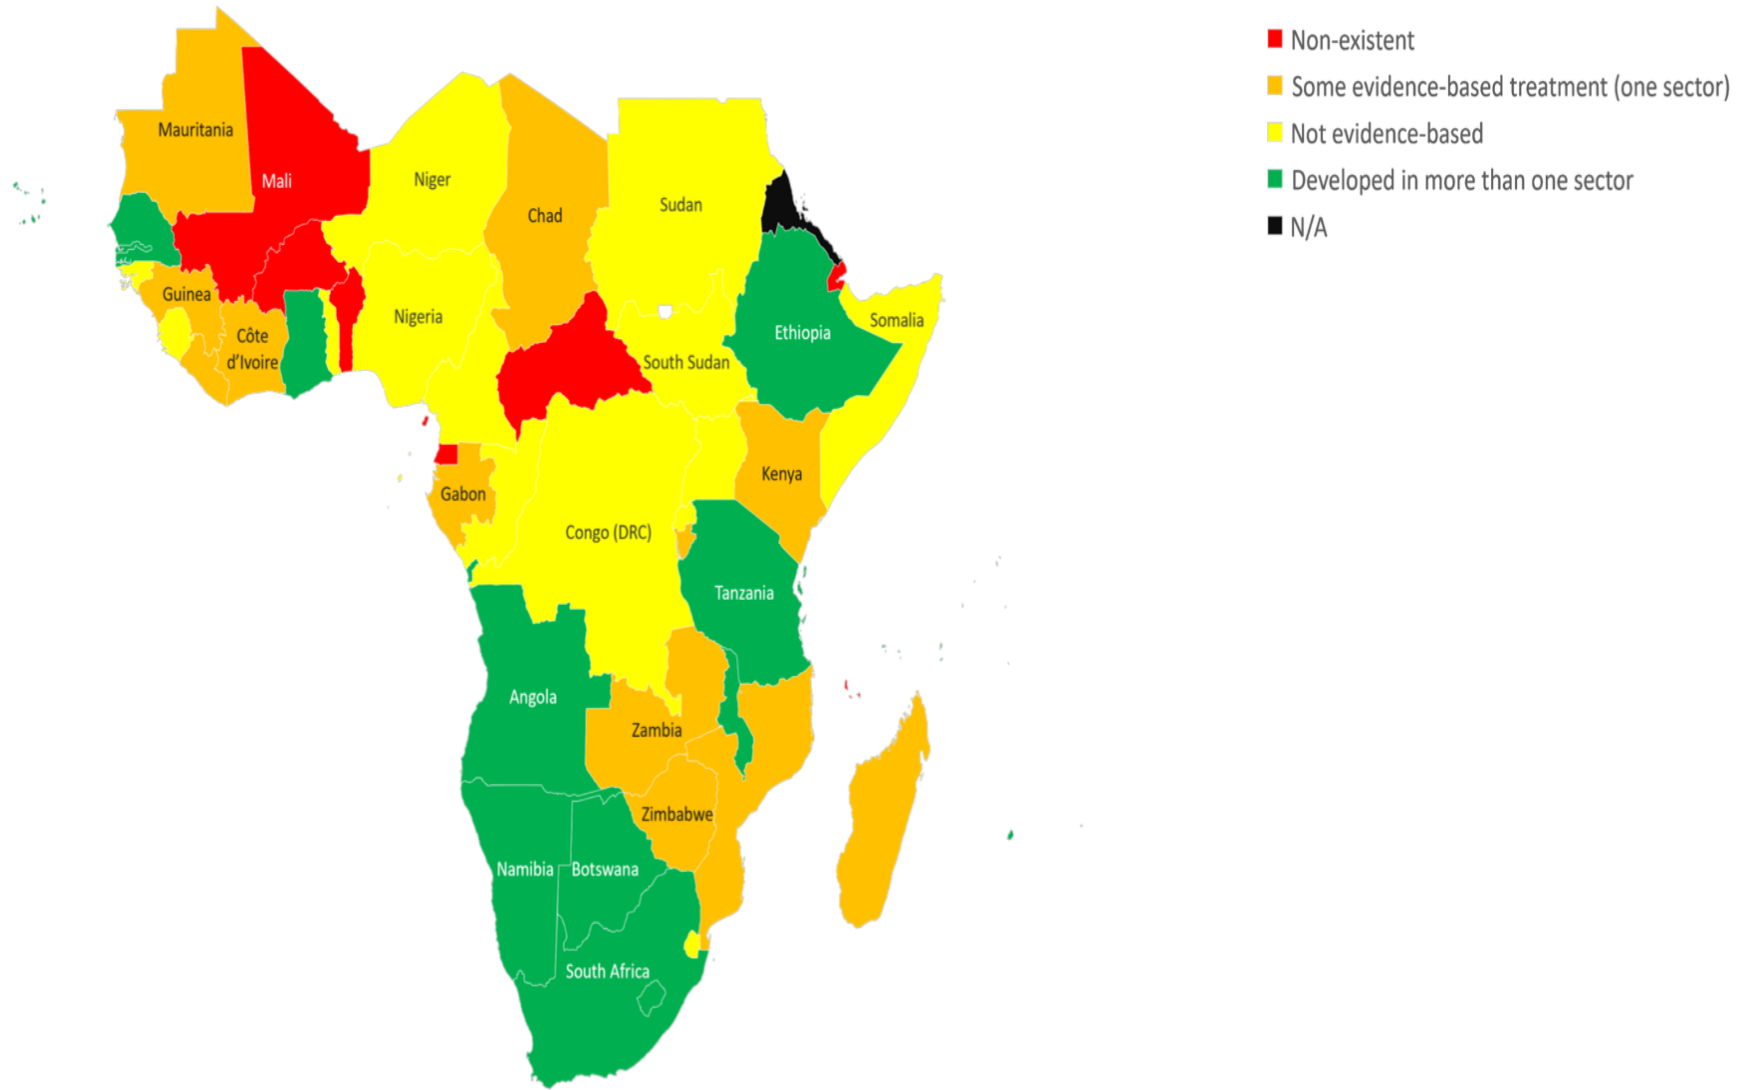 Non-existent
Some evidence-based treatment (one sector)
Not evidence-based
Developed in more than one sector
N/A
Mauritania
Mali
Niger
Chad
Sudan
Guinea
Nigeria
Côte
d'Ivoire
Ethiopia
Somalia
South Sudan
Kenya
Gabon
Congo (DRC)
Tanzania
Angola
Zambia
Zimbabwe
Namibia
Botswana
South Africa